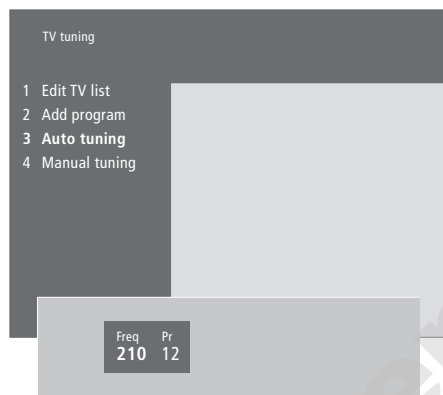 TV tuning
1 Edit TV list
2 Add program
3 Auto tuning
4 Manual tuning
Freq Pr
210 12